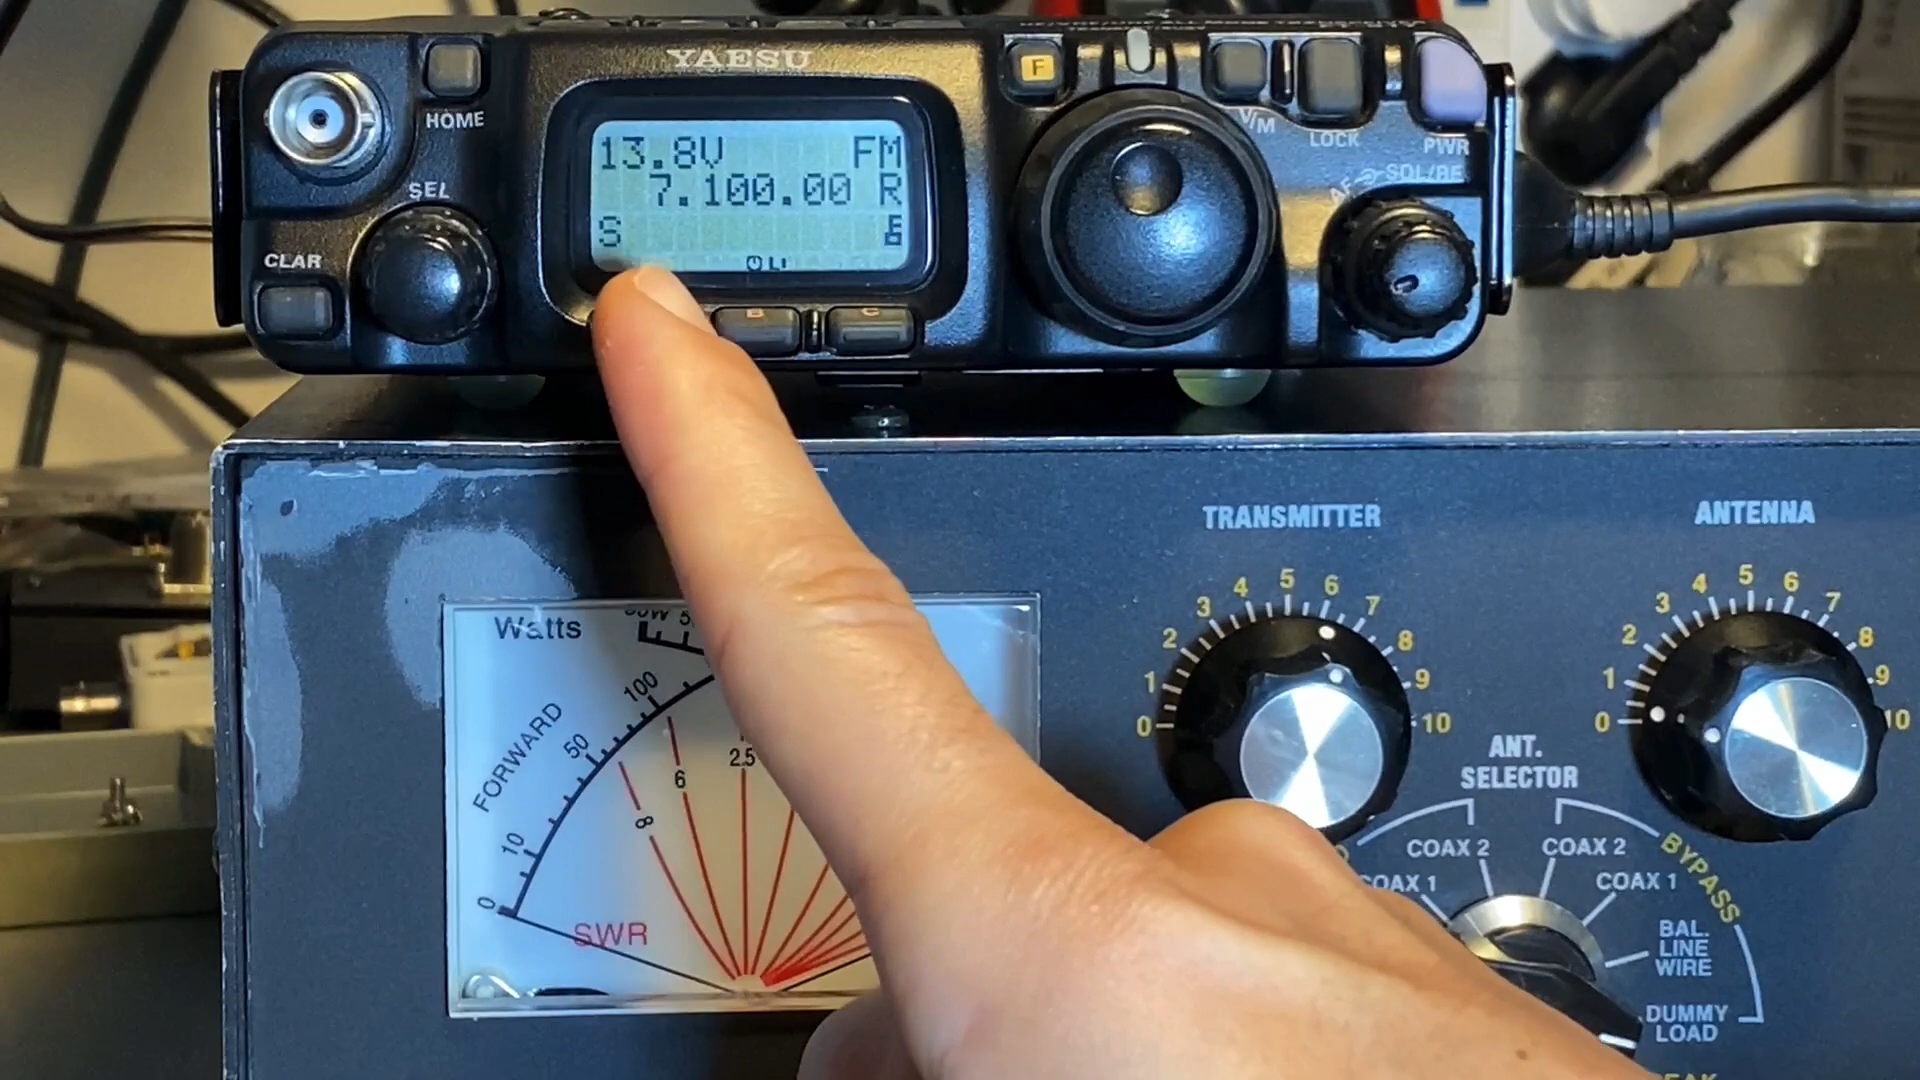 YAESU
HOME
F
V/M
LOCK
PWR
SEL
AF
SQL/RF
13.8V FM
7.100.00 R
S
CLAR
B
C
TRANSMITTER
0 1 2 3 4 5 6 7 8 9 10
ANTENNA
0 1 2 3 4 5 6 7 8 9 10
Watts
FORWARD
0 10 50 100
8
6
2.5
SWR
ANT.
SELECTOR
COAX 2
COAX 1
COAX 2
COAX 1
BYPASS
BAL.
LINE
WIRE
DUMMY
LOAD